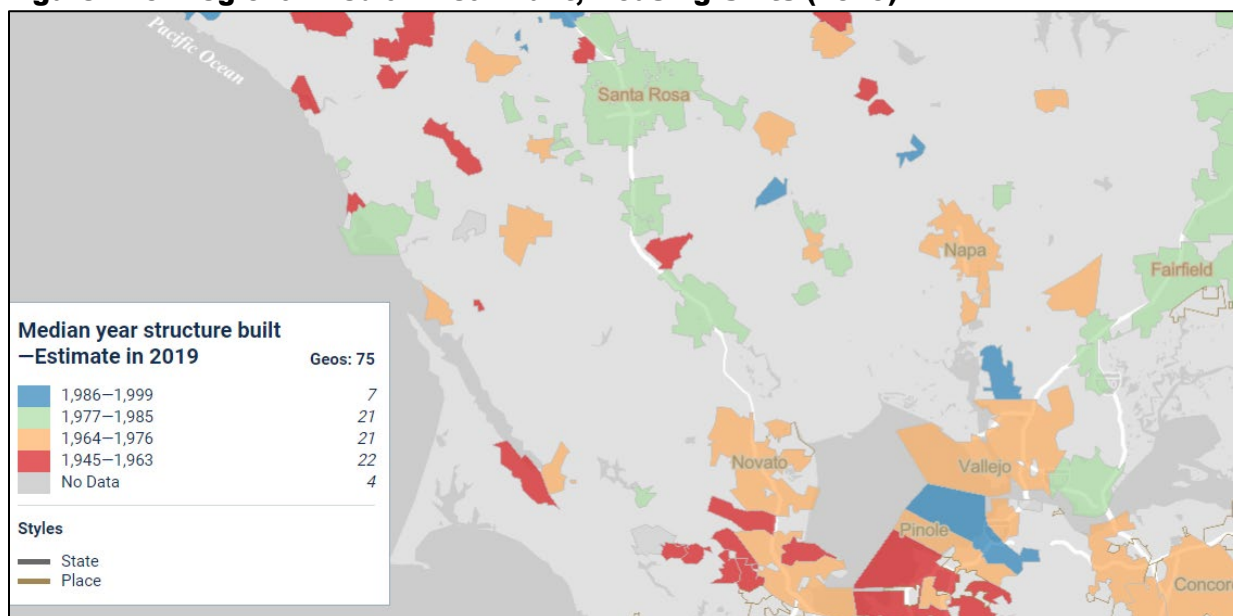 Pacific Ocean
Santa Rosa
Napa
Fairfield
Median year structure built
—Estimate in 2019 Geos: 75
1,986—1,999 7
1,977—1,985 21
1,964—1,976 21
1,945—1,963 22
No Data 4
Novato
Vallejo
Pinole
Styles
State
Place
Concor